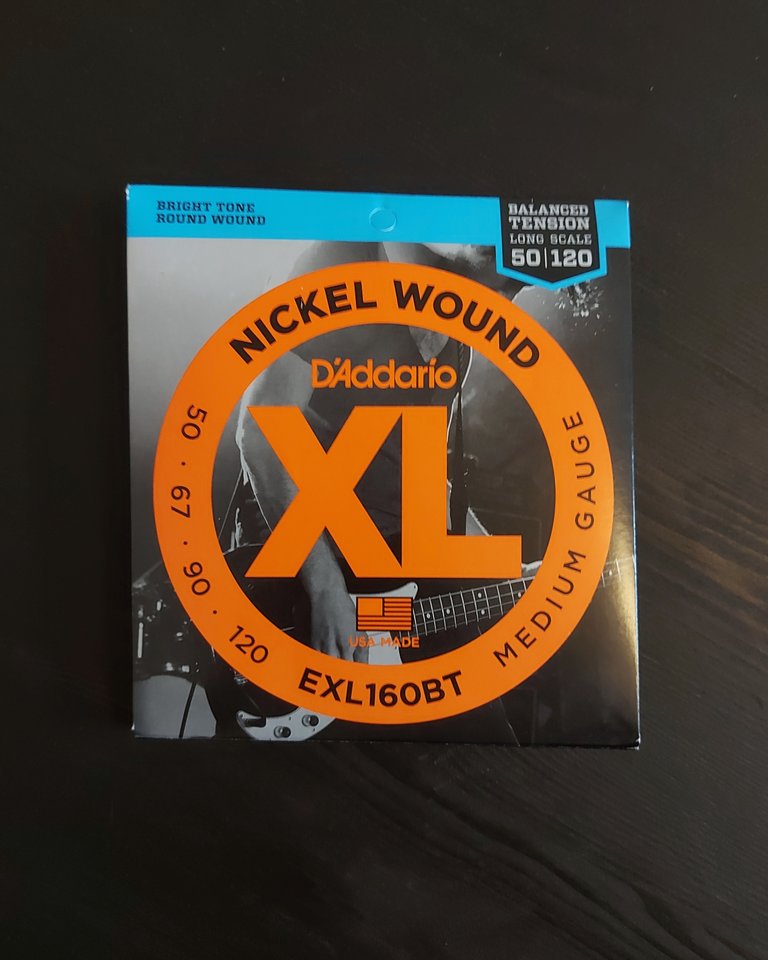 BRIGHT TONE
ROUND WOUND
BALANCED
TENSION
LONG SCALE
50|120
NICKEL WOUND
D'Addario
XL
50 · 67 · 90 · 120
MEDIUM GAUGE
USA MADE
EXL160BT